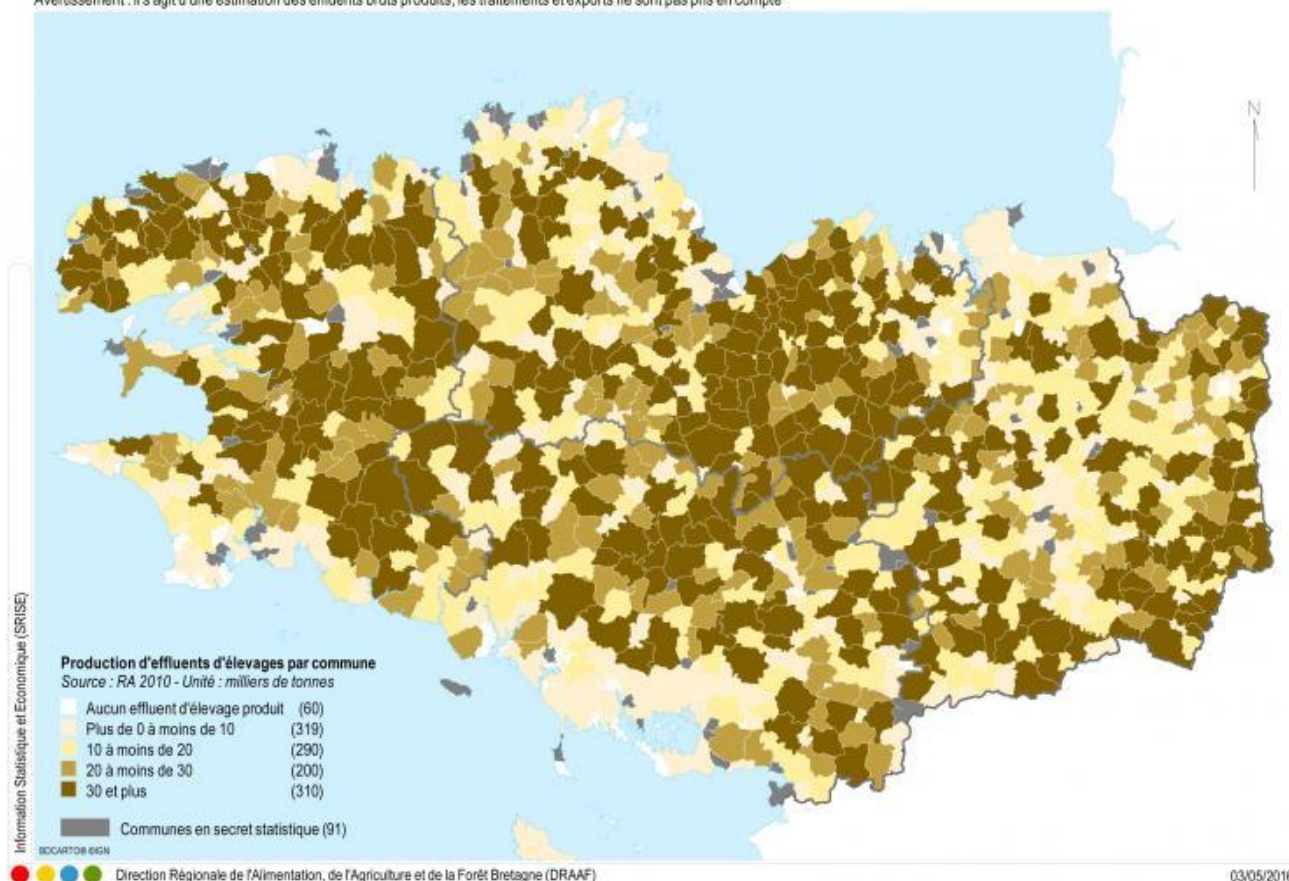 Avertissement : il s'agit d'une estimation des effluents bruts produits, les traitements et exports ne sont pas pris en compte
N
Production d'effluents d'élevages par commune
Source : RA 2010 - Unité : milliers de tonnes
Aucun effluent d'élevage produit (60)
Plus de 0 à moins de 10 (319)
10 à moins de 20 (290)
20 à moins de 30 (200)
30 et plus (310)
Communes en secret statistique (91)
BDCARTO® ©IGN
Information Statistique et Economique (SRISE)
Direction Régionale de l'Alimentation, de l'Agriculture et de la Forêt Bretagne (DRAAF)
03/05/2016